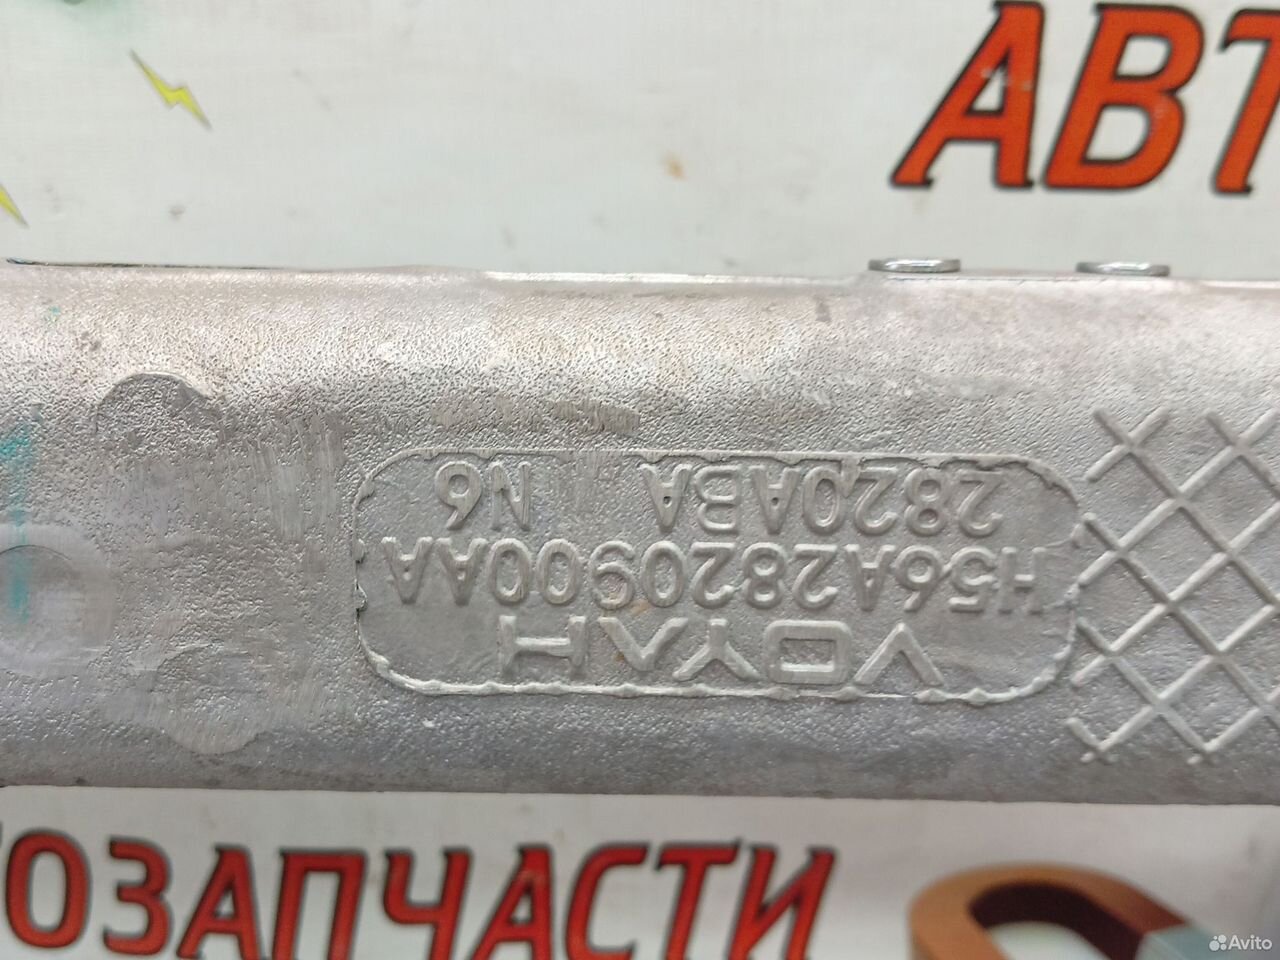 АВТ
VOYAH
H56A2820900AA
2820ABA N6
ОЗАПЧАСТИ
Avito